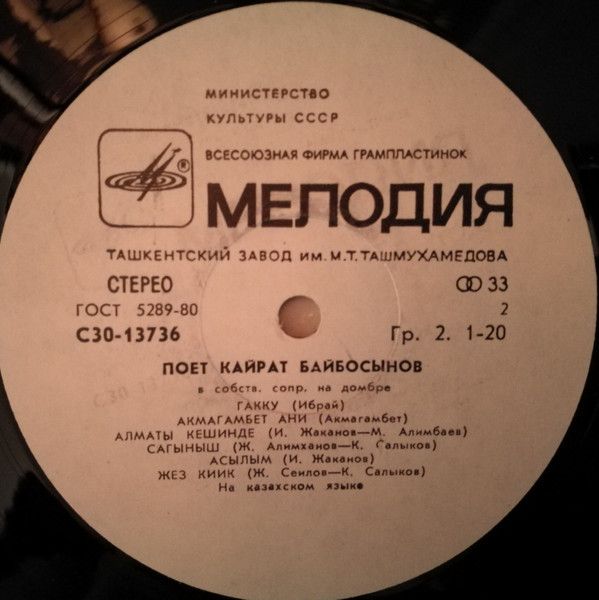 МИНИСТЕРСТВО
КУЛЬТУРЫ СССР
ВСЕСОЮЗНАЯ ФИРМА ГРАМПЛАСТИНОК
®
МЕЛОДИЯ
ТАШКЕНТСКИЙ ЗАВОД ИМ. М.Т. ТАШМУХАМЕДОВА
СТЕРЕО 33
ГОСТ 5289-80 2
С30-13736 Гр. 2. 1-20
ПОЕТ КАЙРАТ БАЙБОСЫНОВ
в собств. сопр. на домбре
ГАККУ (Ибрай)
АКМАГАМБЕТ АНИ (Акмагамбет)
АЛМАТЫ КЕШИНДЕ (И. Жаканов—М. Алимбаев)
САГЫНЫШ (Ж. Алимханов—К. Салыков)
АСЫЛЫМ (И. Жаканов)
ЖЕЗ КИИК (Ж. Сеилов—К. Салыков)
На казахском языке